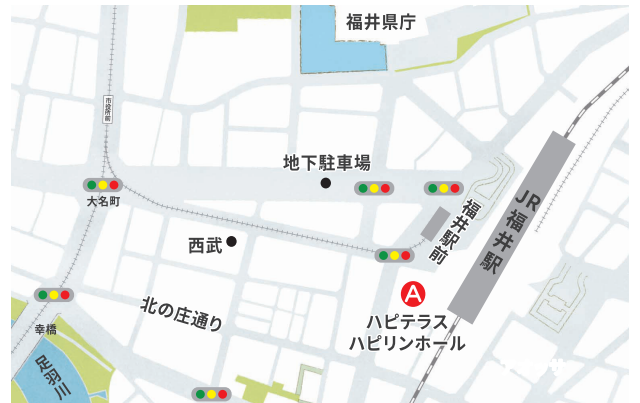 福井県庁
市役所前
地下駐車場
大名町
福井駅前
JR福井駅
西武
A
北の庄通り
ハピテラス
ハピリンホール
幸橋
足羽川